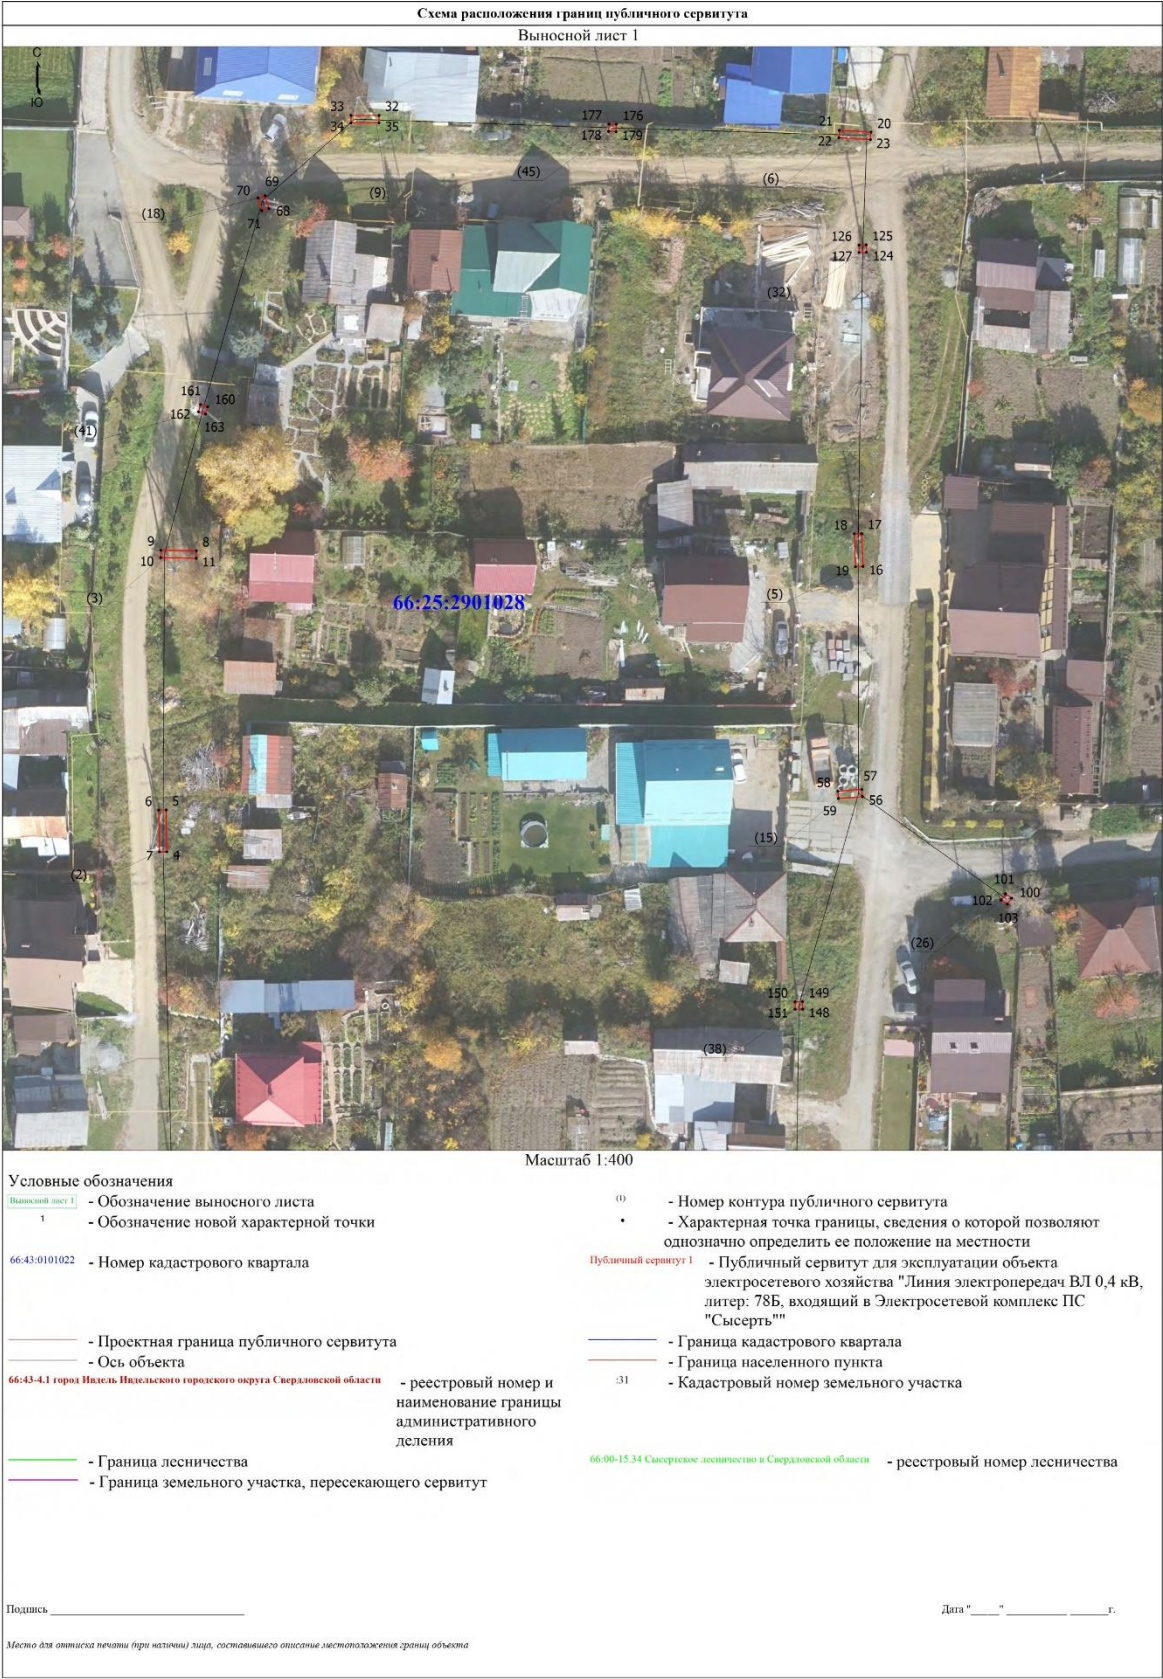 Схема расположения границ публичного сервитута
Выносной лист 1
С
Ю
33 32
34 35
177 176
178 179
21 20
22 23
69
70
68
71
(18)
(9)
(45)
(6)
126 125
127 124
(32)
161 160
162
163
(41)
9 8
10 11
18 17
19 16
(3)
66:25:2901028
(5)
6 5
7 4
(2)
58 57
59 56
(15)
101
102 100
103
(26)
150 149
151 148
(38)
Масштаб 1:400
Условные обозначения
Выносной лист 1 - Обозначение выносного листа
1 - Обозначение новой характерной точки
66:43:0101022 - Номер кадастрового квартала
- Проектная граница публичного сервитута
- Ось объекта
66:43-4.1 город Ивдель Ивдельского городского округа Свердловской области - реестровый номер и
наименование границы
административного
деления
- Граница лесничества
- Граница земельного участка, пересекающего сервитут
(1) - Номер контура публичного сервитута
• - Характерная точка границы, сведения о которой позволяют
однозначно определить ее положение на местности
Публичный сервитут 1 - Публичный сервитут для эксплуатации объекта
электросетевого хозяйства "Линия электропередач ВЛ 0,4 кВ,
литер: 78Б, входящий в Электросетевой комплекс ПС
"Сысерть""
- Граница кадастрового квартала
- Граница населенного пункта
:31 - Кадастровый номер земельного участка
66:00-15.34 Сысертское лесничество в Свердловской области - реестровый номер лесничества
Подпись ____________________
Дата "_____" ___________ _______г.
Место для оттиска печати (при наличии) лица, составившего описание местоположения границ объекта